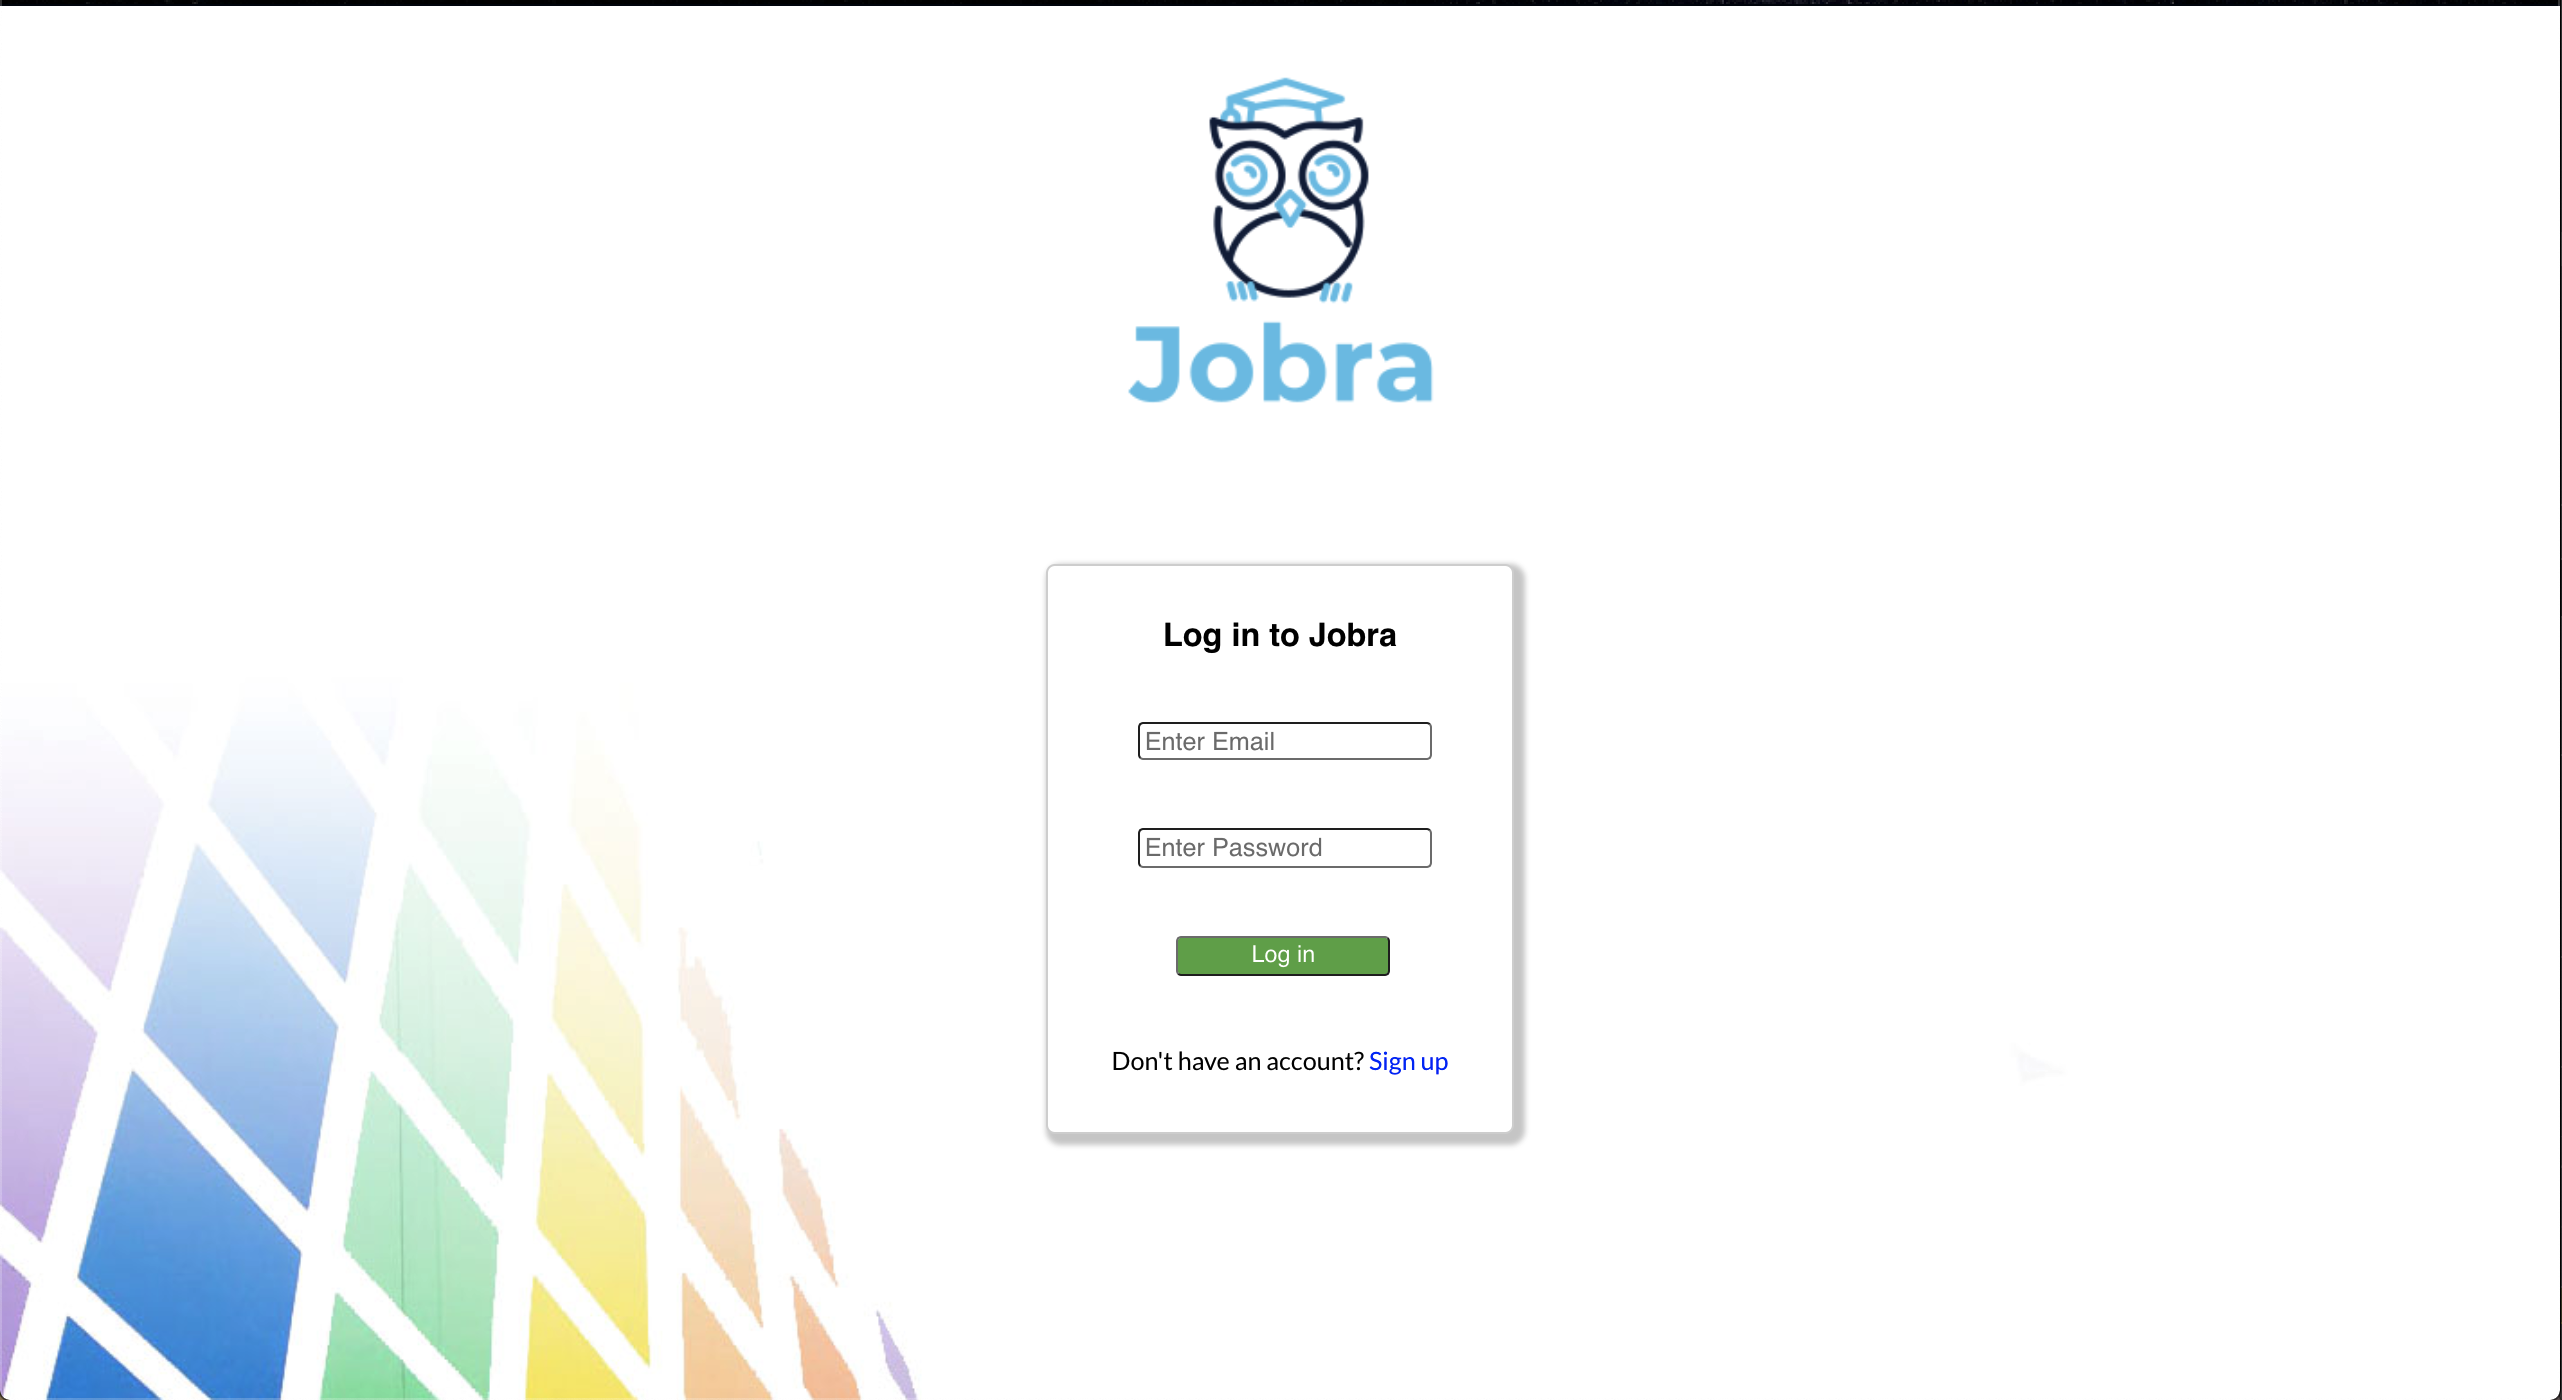 Jobra
Log in to Jobra
Enter Email
Enter Password
Log in
Don't have an account? Sign up